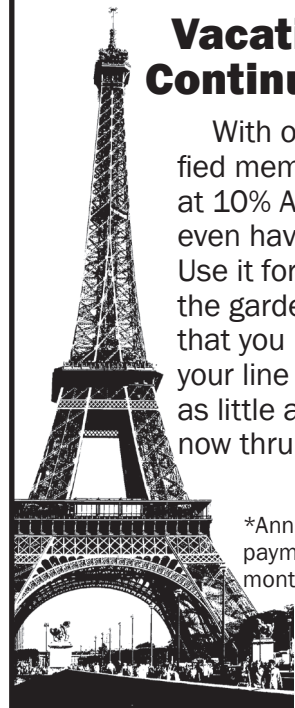 Vacati
Continu
With o
fied mem
at 10% A
even hav
Use it for
the garde
that you
your line
as little a
now thru
*Ann
paym
mont